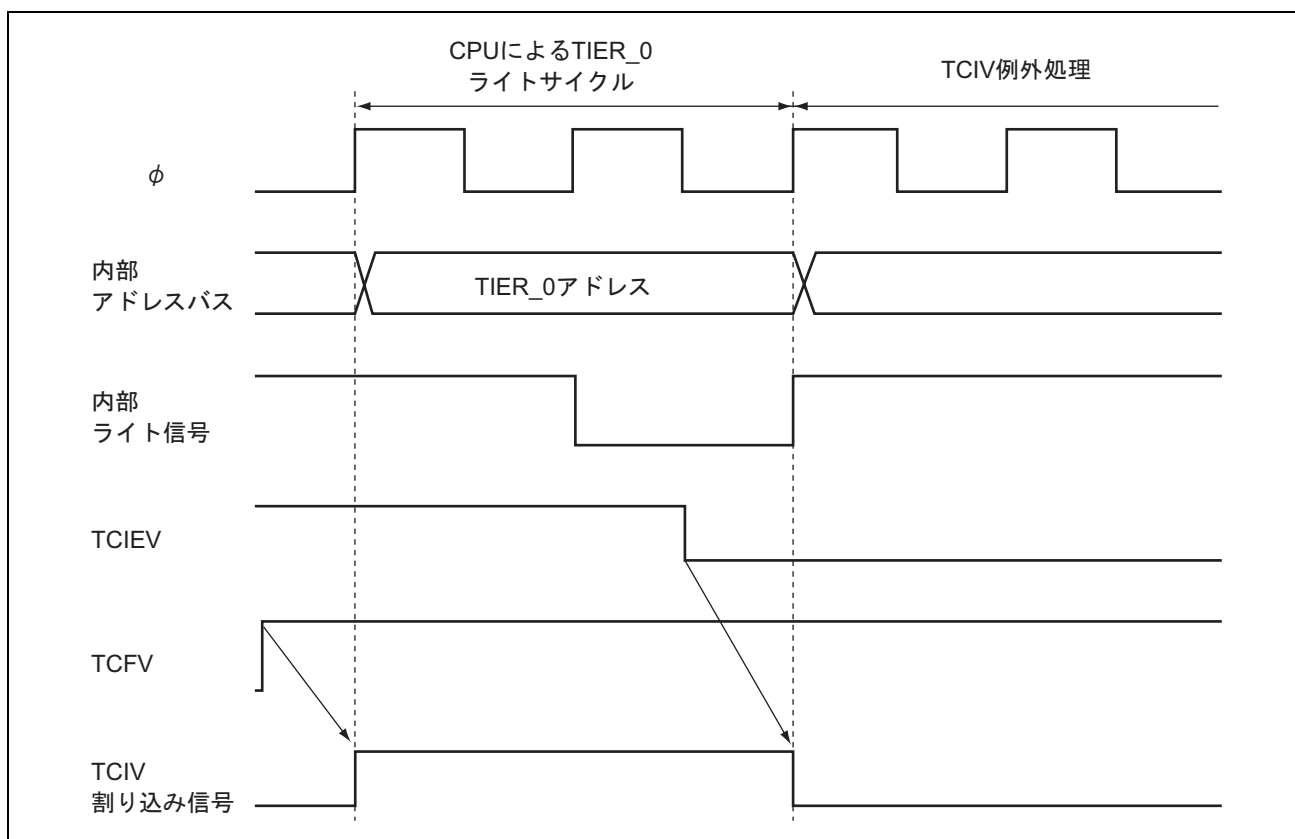 CPUによるTIER_0
ライトサイクル
TCIV例外処理
φ
内部
アドレスバス
TIER_0アドレス
内部
ライト信号
TCIEV
TCFV
TCIV
割り込み信号